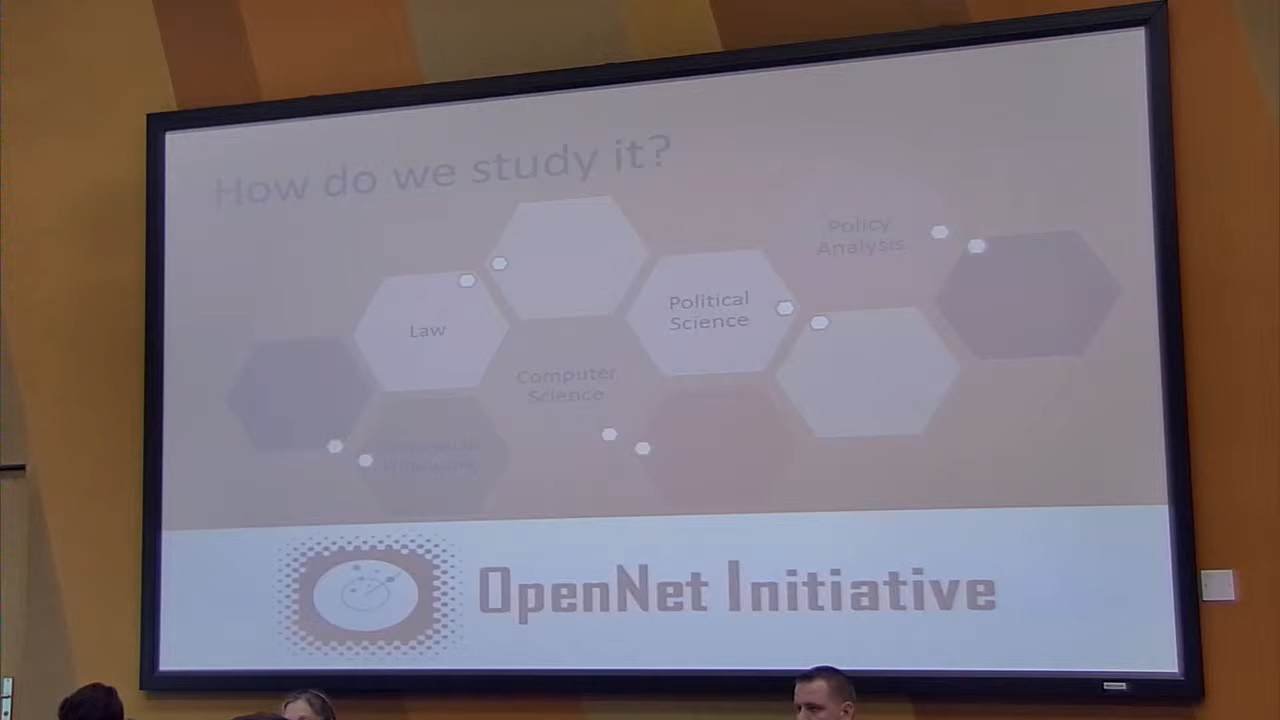 How do we study it?
Policy
Analysis
Political
Science
Law
Computer
Science
OpenNet Initiative